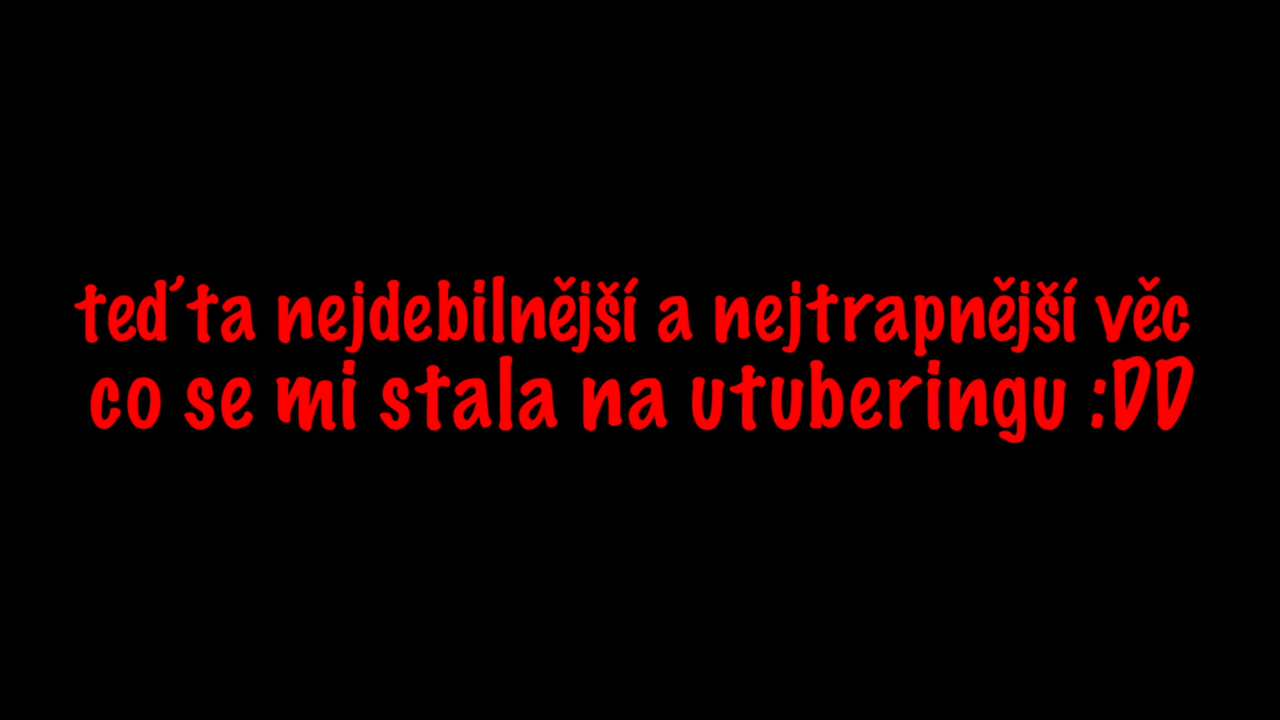 teď ta nejdebilnější a nejtrapnější věc
co se mi stala na utuberingu :DD